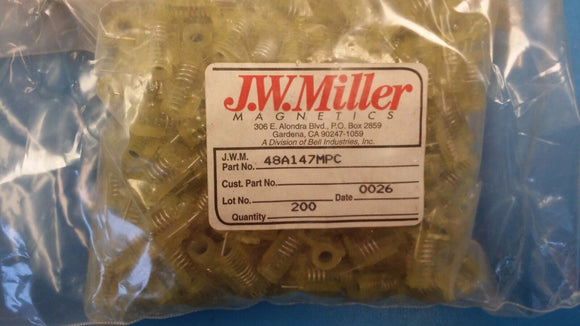 J.W.Miller
MAGNETICS
306 E. Alondra Blvd., P.O. Box 2859
Gardena, CA 90247-1059
A Division of Bell Industries, Inc.
J.W.M.
Part No. 48A147MPC
Cust. Part No.
Lot No. Date 0026
Quantity 200